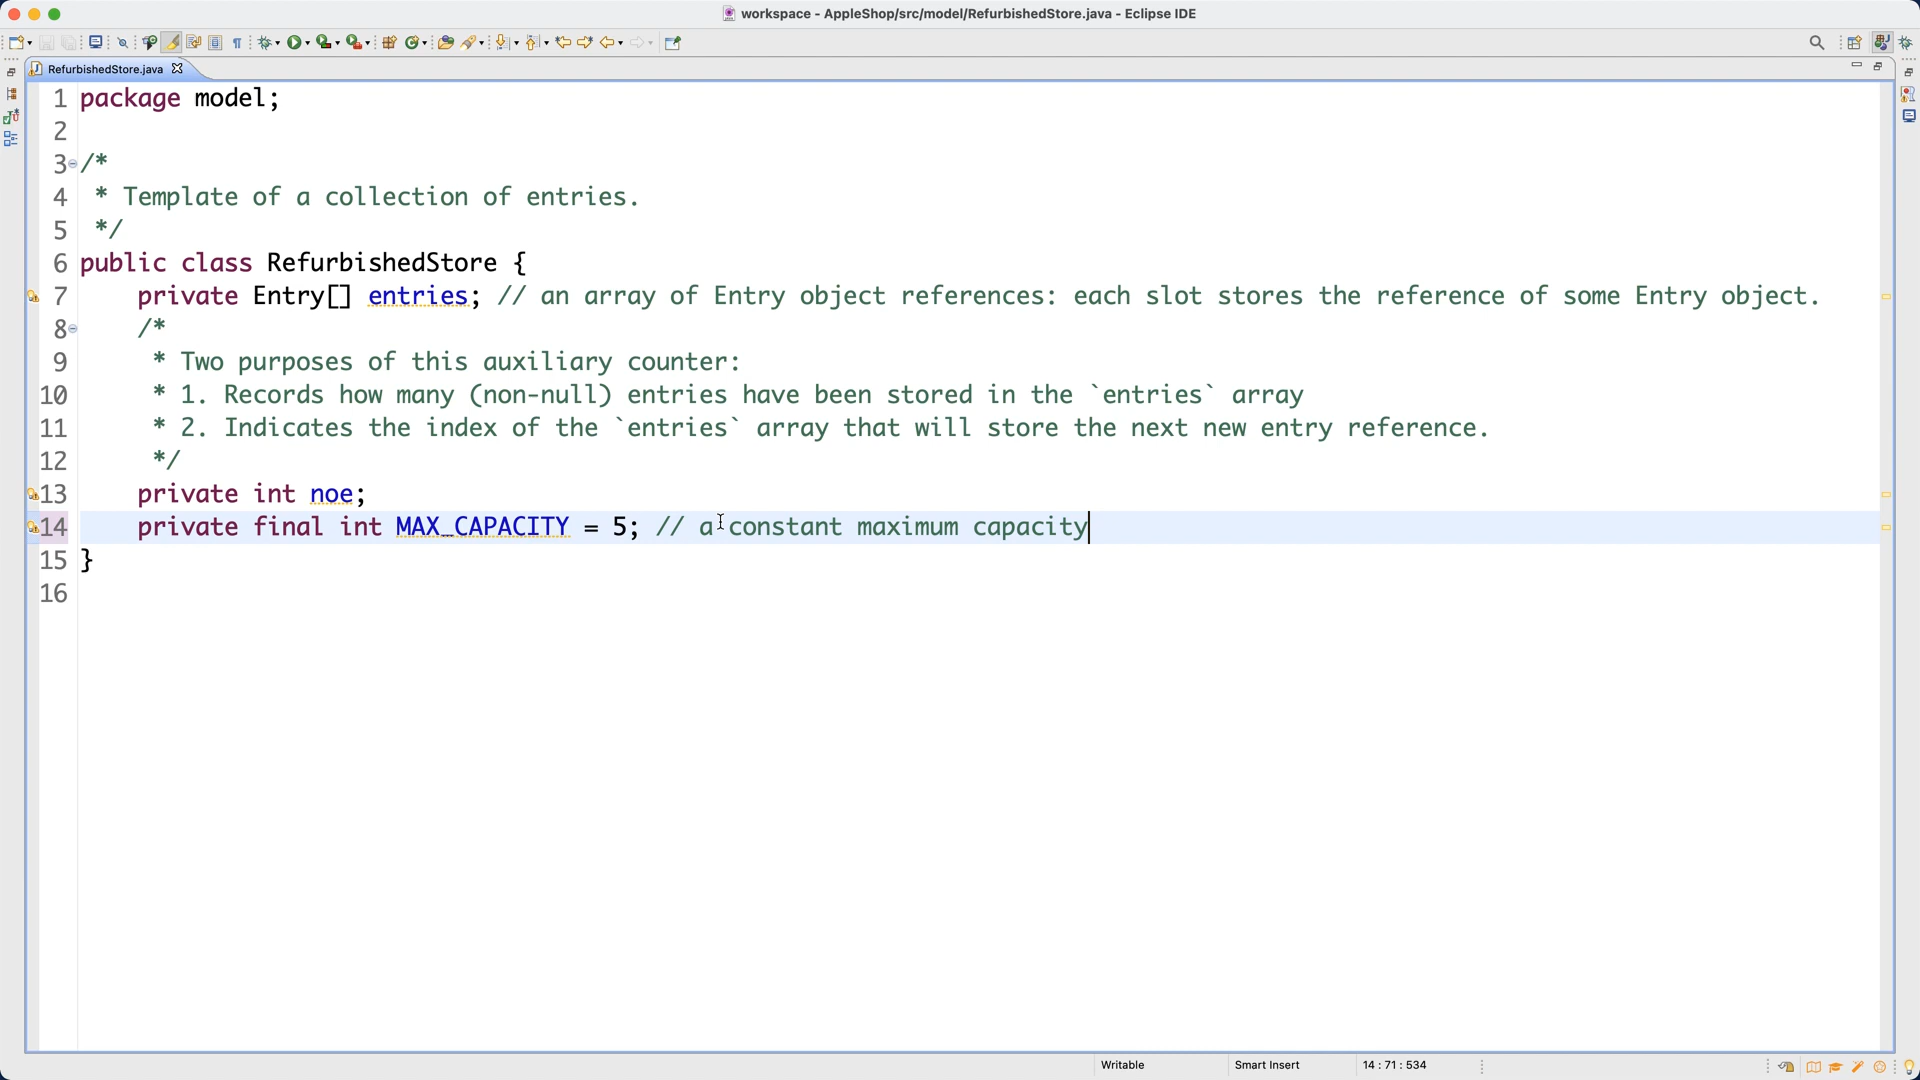 workspace - AppleShop/src/model/RefurbishedStore.java - Eclipse IDE
RefurbishedStore.java
1 package model;
2
3 /*
4  * Template of a collection of entries.
5  */
6 public class RefurbishedStore {
7     private Entry[] entries; // an array of Entry object references: each slot stores the reference of some Entry object.
8     /*
9      * Two purposes of this auxiliary counter:
10      * 1. Records how many (non-null) entries have been stored in the `entries` array
11      * 2. Indicates the index of the `entries` array that will store the next new entry reference.
12      */
13     private int noe;
14     private final int MAX_CAPACITY = 5; // a constant maximum capacity
15 }
16
Writable Smart Insert 14 : 71 : 534